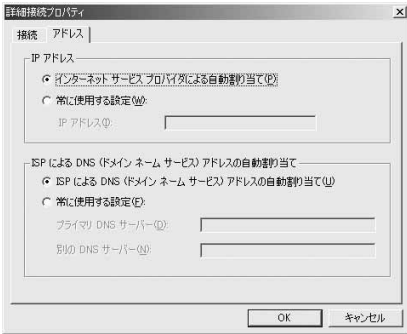 詳細接続プロパティ
接続 アドレス
IP アドレス
インターネット サービス プロバイダによる自動割り当て(P)
常に使用する設定(W):
IP アドレス(I):
ISP による DNS (ドメイン ネーム サービス) アドレスの自動割り当て
ISP による DNS (ドメイン ネーム サービス) アドレスの自動割り当て(U)
常に使用する設定(F):
プライマリ DNS サーバー(D):
別の DNS サーバー(N):
OK キャンセル